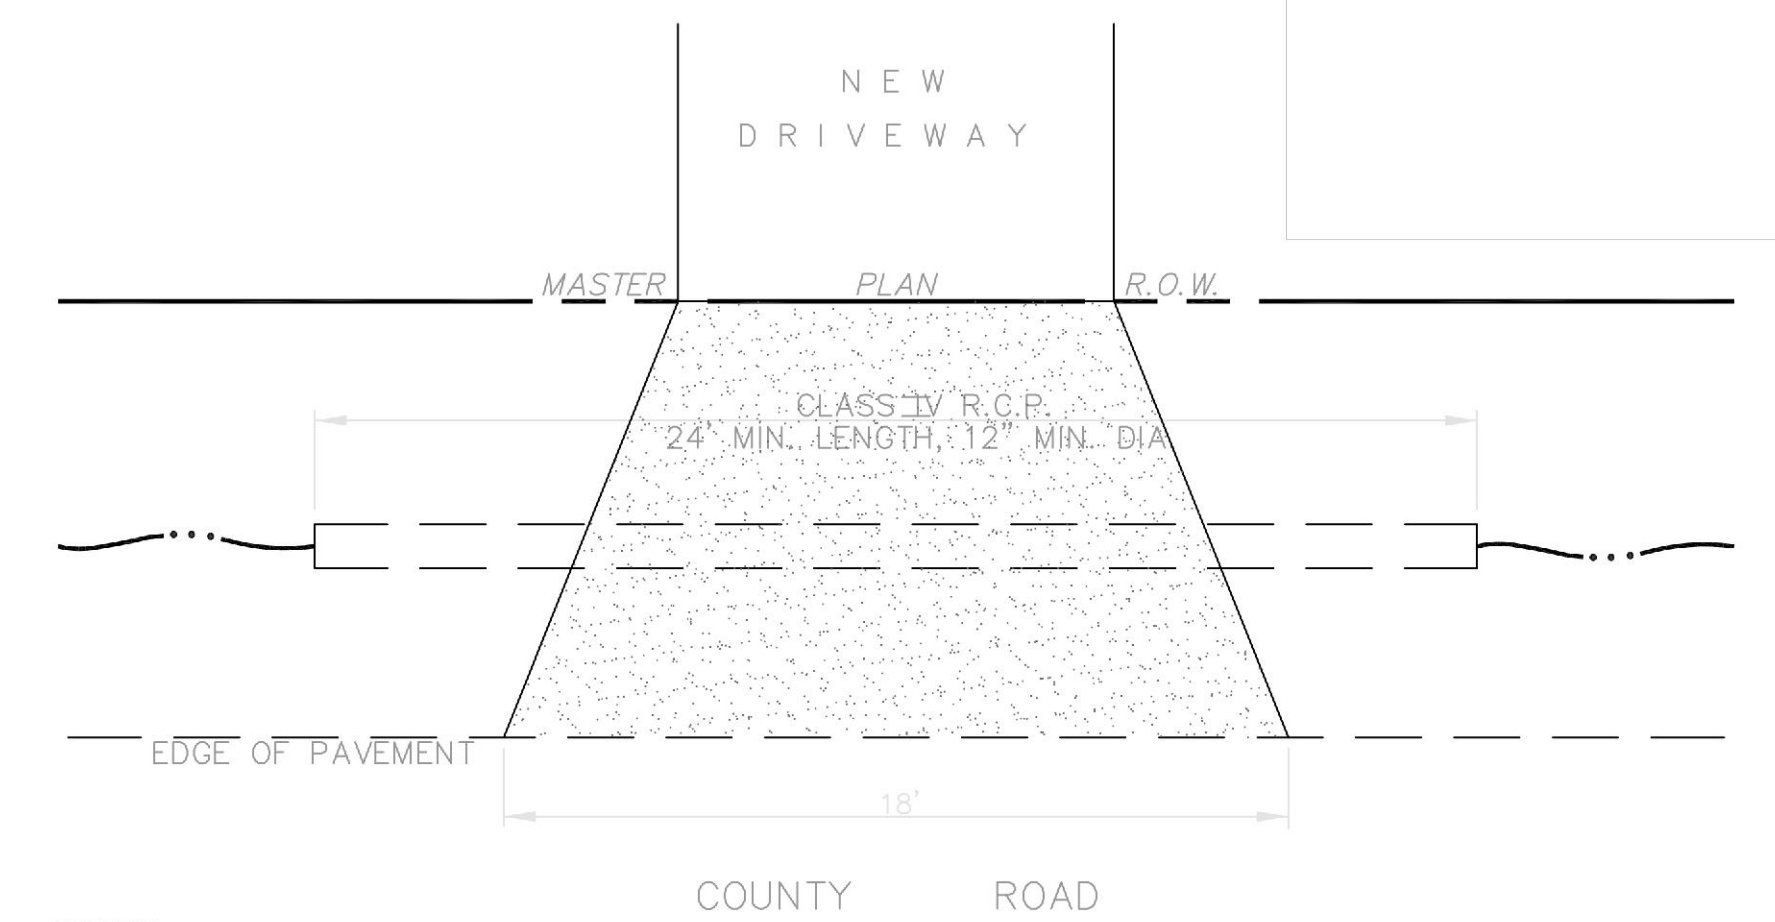 NEW
DRIVEWAY
MASTER PLAN R.O.W.
CLASS IV R.C.P.
24' MIN. LENGTH, 12" MIN. DIA
EDGE OF PAVEMENT
18'
COUNTY ROAD